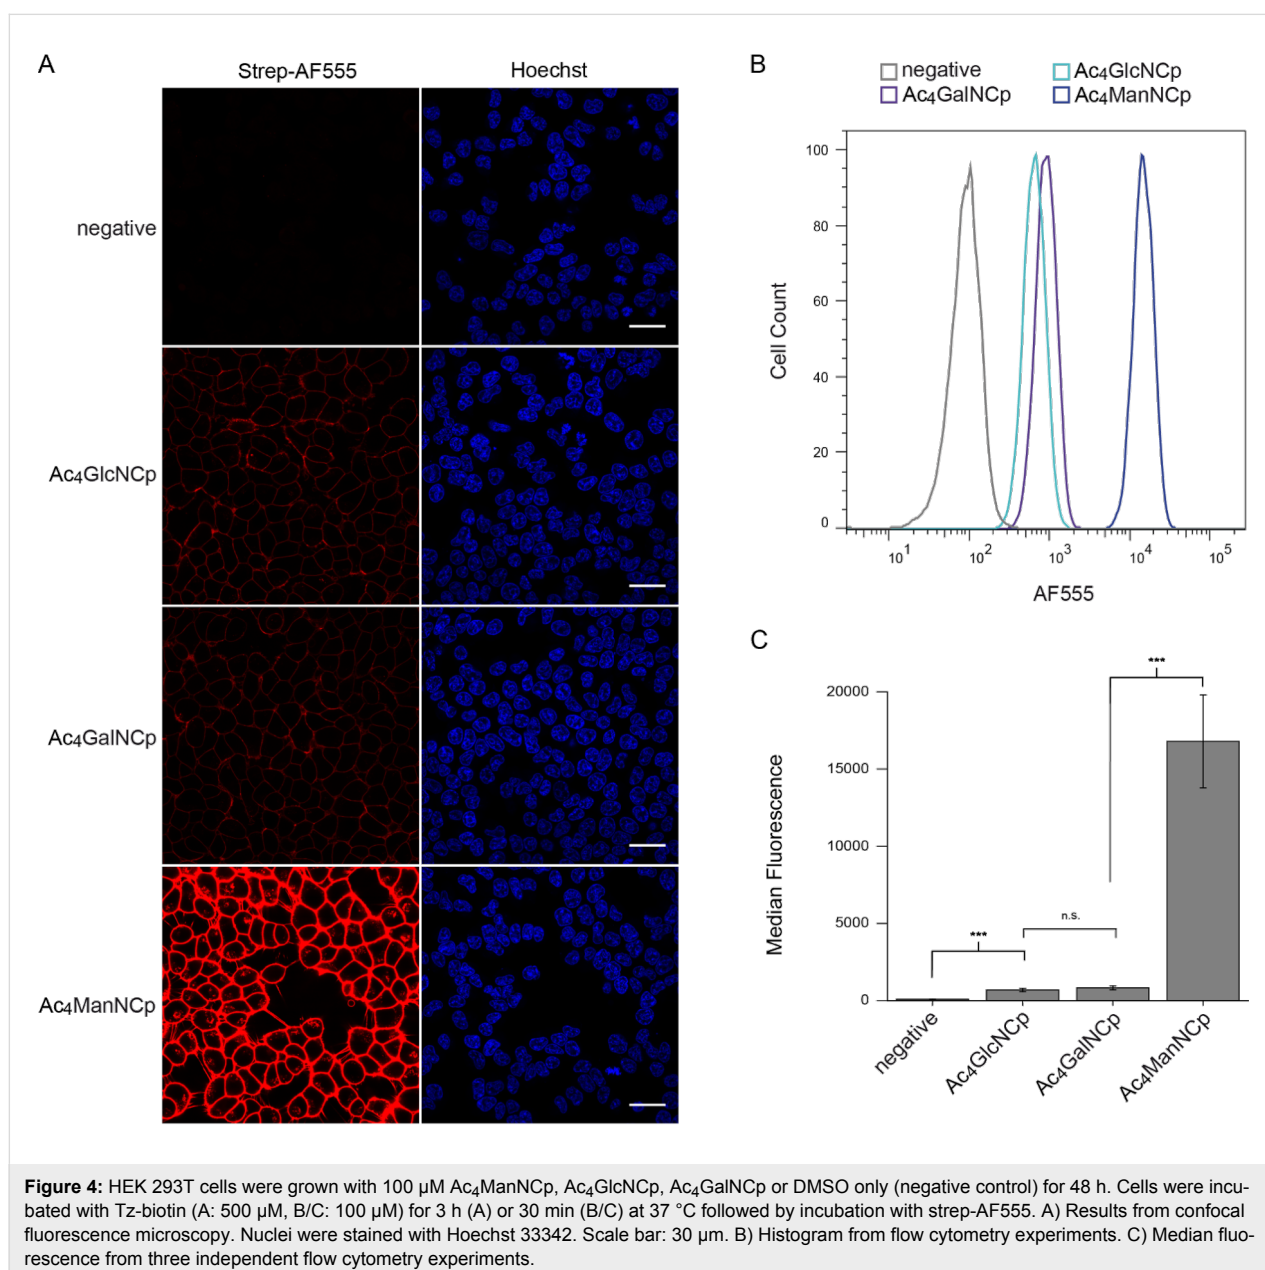 A
Strep-AF555 Hoechst
negative
Ac4GlcNCp
Ac4GalNCp
Ac4ManNCp
B
negative Ac4GlcNCp
Ac4GalNCp Ac4ManNCp
100
80
60
40
20
0
Cell Count
10^1 10^2 10^3 10^4 10^5
AF555
C
***
20000
15000
10000
5000
0
Median Fluorescence
n.s.
***
negative
Ac4GlcNCp
Ac4GalNCp
Ac4ManNCp
Figure 4: HEK 293T cells were grown with 100 µM Ac4ManNCp, Ac4GlcNCp, Ac4GalNCp or DMSO only (negative control) for 48 h. Cells were incu-
bated with Tz-biotin (A: 500 µM, B/C: 100 µM) for 3 h (A) or 30 min (B/C) at 37 °C followed by incubation with strep-AF555. A) Results from confocal
fluorescence microscopy. Nuclei were stained with Hoechst 33342. Scale bar: 30 µm. B) Histogram from flow cytometry experiments. C) Median fluo-
rescence from three independent flow cytometry experiments.